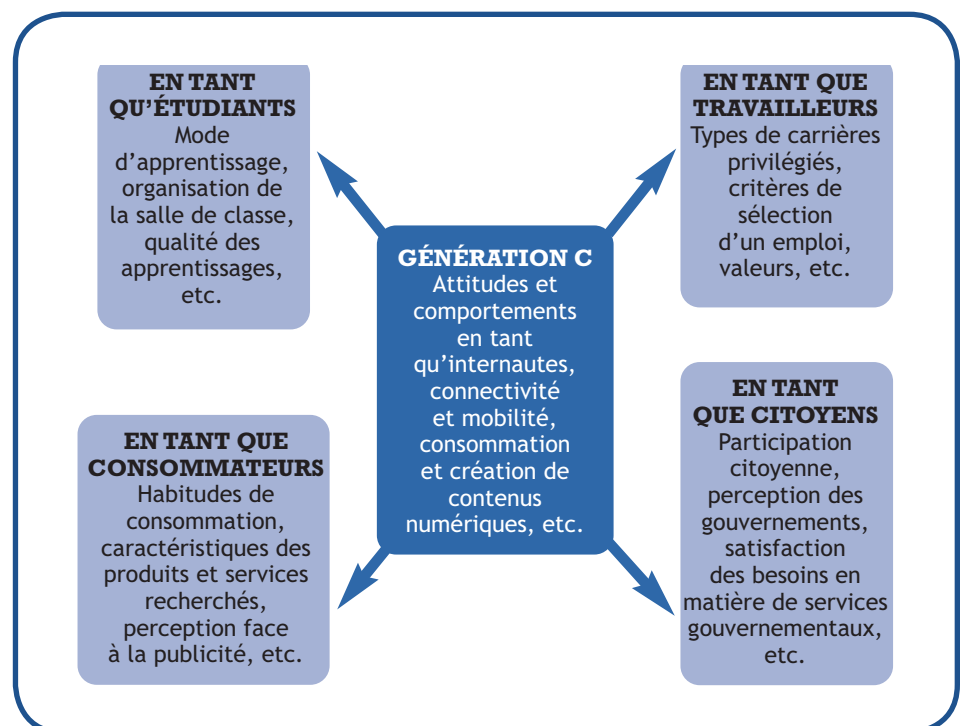 EN TANT
QU'ÉTUDIANTS
Mode
d'apprentissage,
organisation de
la salle de classe,
qualité des
apprentissages,
etc.
EN TANT QUE
TRAVAILLEURS
Types de carrières
privilégiés,
critères de
sélection
d'un emploi,
valeurs, etc.
GÉNÉRATION C
Attitudes et
comportements
en tant
qu'internautes,
connectivité
et mobilité,
consommation
et création de
contenus
numériques, etc.
EN TANT QUE
CONSOMMATEURS
Habitudes de
consommation,
caractéristiques des
produits et services
recherchés,
perception face
à la publicité, etc.
EN TANT
QUE CITOYENS
Participation
citoyenne,
perception des
gouvernements,
satisfaction
des besoins en
matière de services
gouvernementaux,
etc.